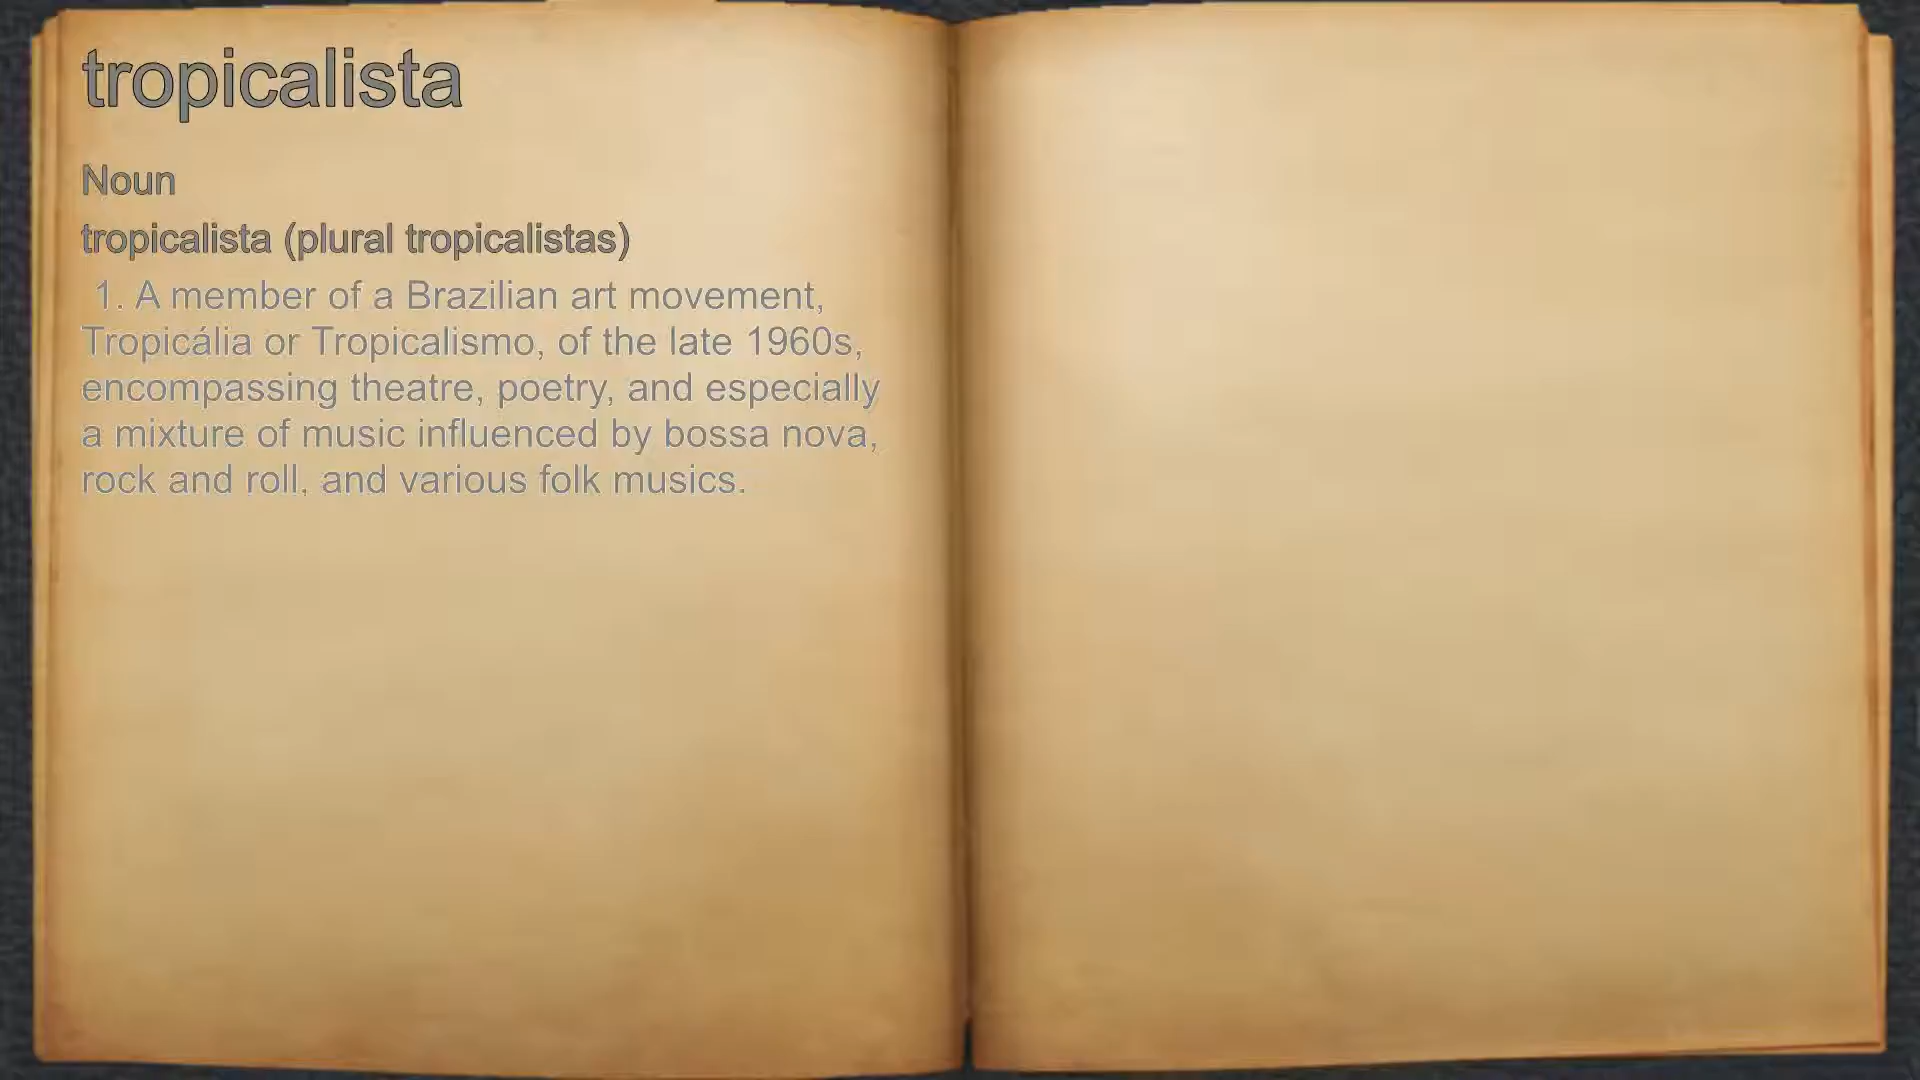 tropicalista
Noun
tropicalista (plural tropicalistas)
1. A member of a Brazilian art movement,
Tropicália or Tropicalismo, of the late 1960s,
encompassing theatre, poetry, and especially
a mixture of music influenced by bossa nova,
rock and roll, and various folk musics.